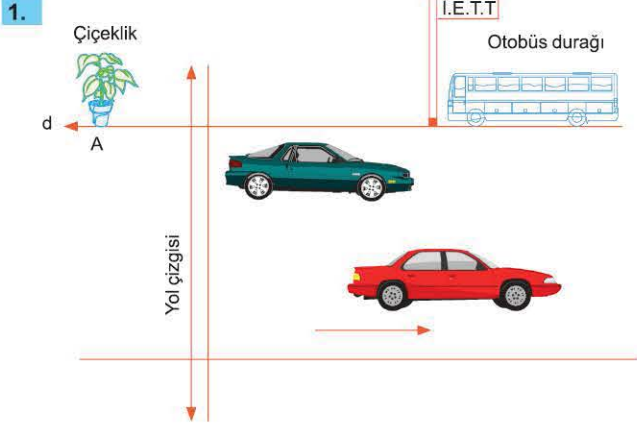 1.
I.E.T.T
Çiçeklik
Otobüs durağı
d
A
Yol çizgisi